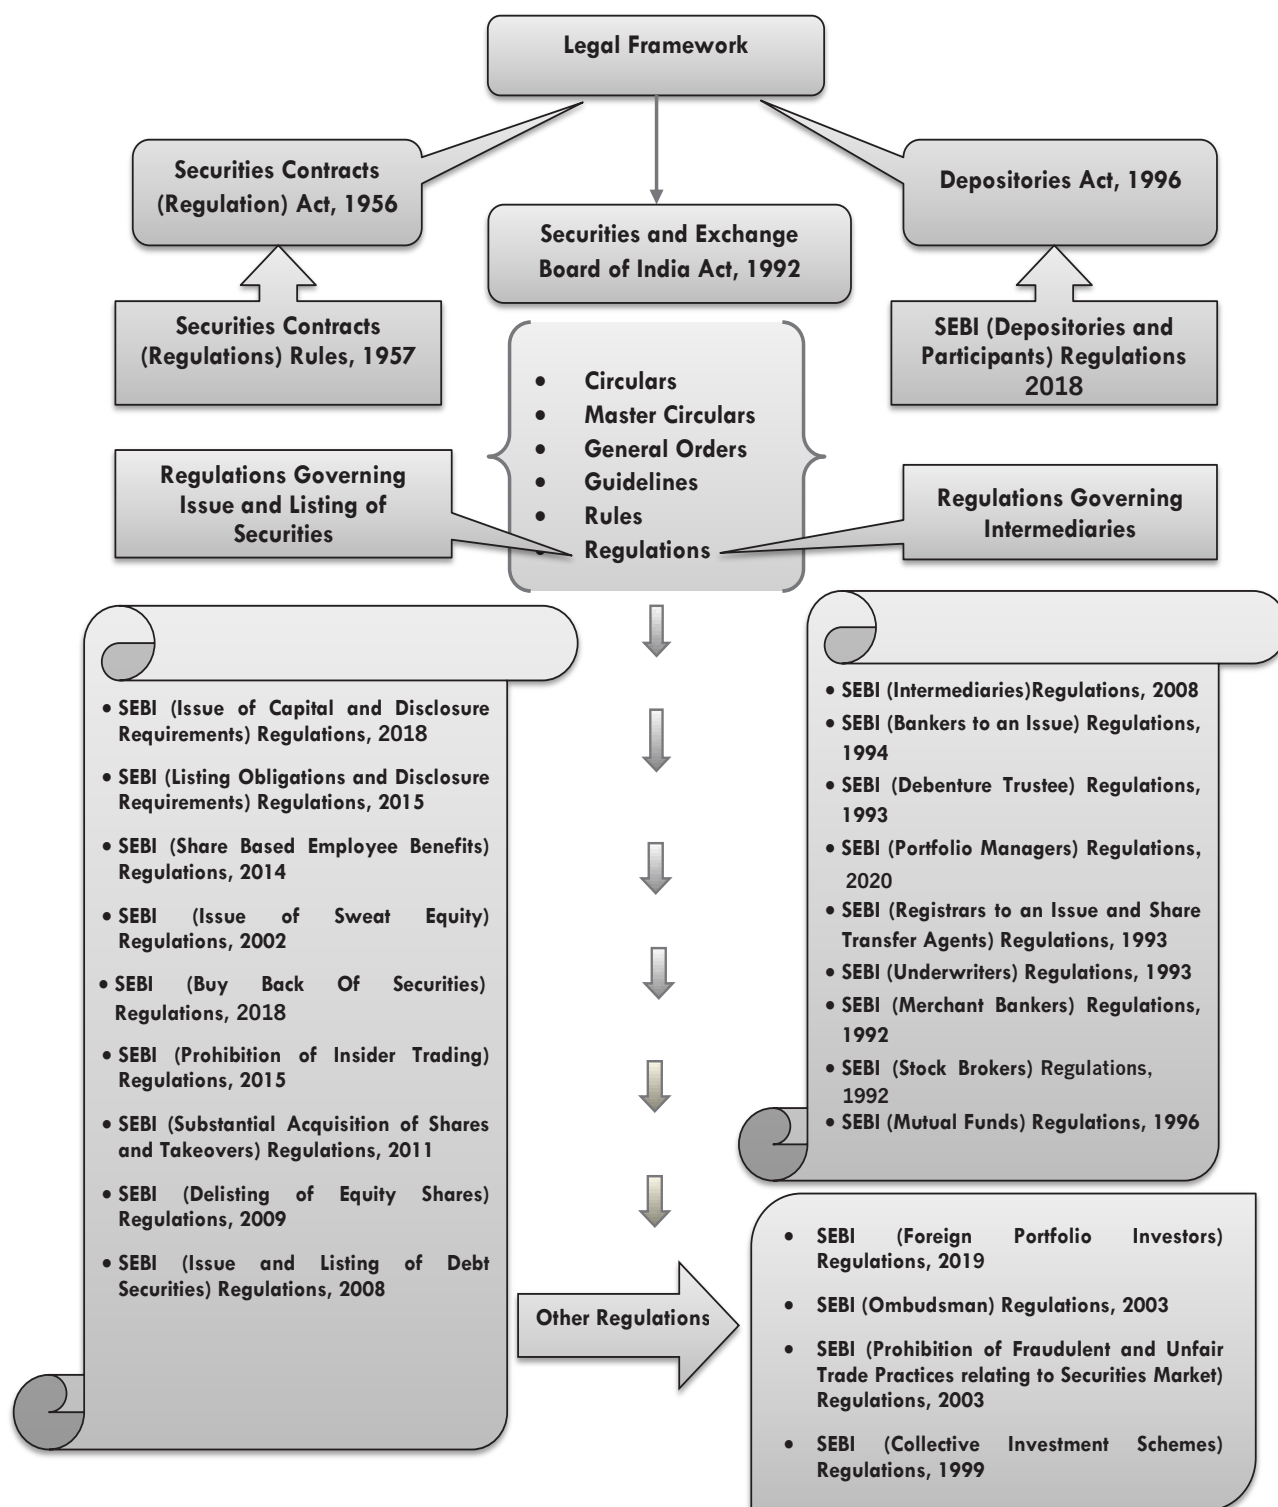 Legal Framework
Securities Contracts
(Regulation) Act, 1956
Depositories Act, 1996
Securities and Exchange
Board of India Act, 1992
Securities Contracts
(Regulations) Rules, 1957
SEBI (Depositories and
Participants) Regulations
2018
• Circulars
• Master Circulars
• General Orders
• Guidelines
• Rules
• Regulations
Regulations Governing
Issue and Listing of
Securities
Regulations Governing
Intermediaries
• SEBI (Issue of Capital and Disclosure
Requirements) Regulations, 2018
• SEBI (Listing Obligations and Disclosure
Requirements) Regulations, 2015
• SEBI (Share Based Employee Benefits)
Regulations, 2014
• SEBI (Issue of Sweat Equity)
Regulations, 2002
• SEBI (Buy Back Of Securities)
Regulations, 2018
• SEBI (Prohibition of Insider Trading)
Regulations, 2015
• SEBI (Substantial Acquisition of Shares
and Takeovers) Regulations, 2011
• SEBI (Delisting of Equity Shares)
Regulations, 2009
• SEBI (Issue and Listing of Debt
Securities) Regulations, 2008
• SEBI (Intermediaries)Regulations, 2008
• SEBI (Bankers to an Issue) Regulations,
1994
• SEBI (Debenture Trustee) Regulations,
1993
• SEBI (Portfolio Managers) Regulations,
2020
• SEBI (Registrars to an Issue and Share
Transfer Agents) Regulations, 1993
• SEBI (Underwriters) Regulations, 1993
• SEBI (Merchant Bankers) Regulations,
1992
• SEBI (Stock Brokers) Regulations,
1992
• SEBI (Mutual Funds) Regulations, 1996
Other Regulations
• SEBI (Foreign Portfolio Investors)
Regulations, 2019
• SEBI (Ombudsman) Regulations, 2003
• SEBI (Prohibition of Fraudulent and Unfair
Trade Practices relating to Securities Market)
Regulations, 2003
• SEBI (Collective Investment Schemes)
Regulations, 1999